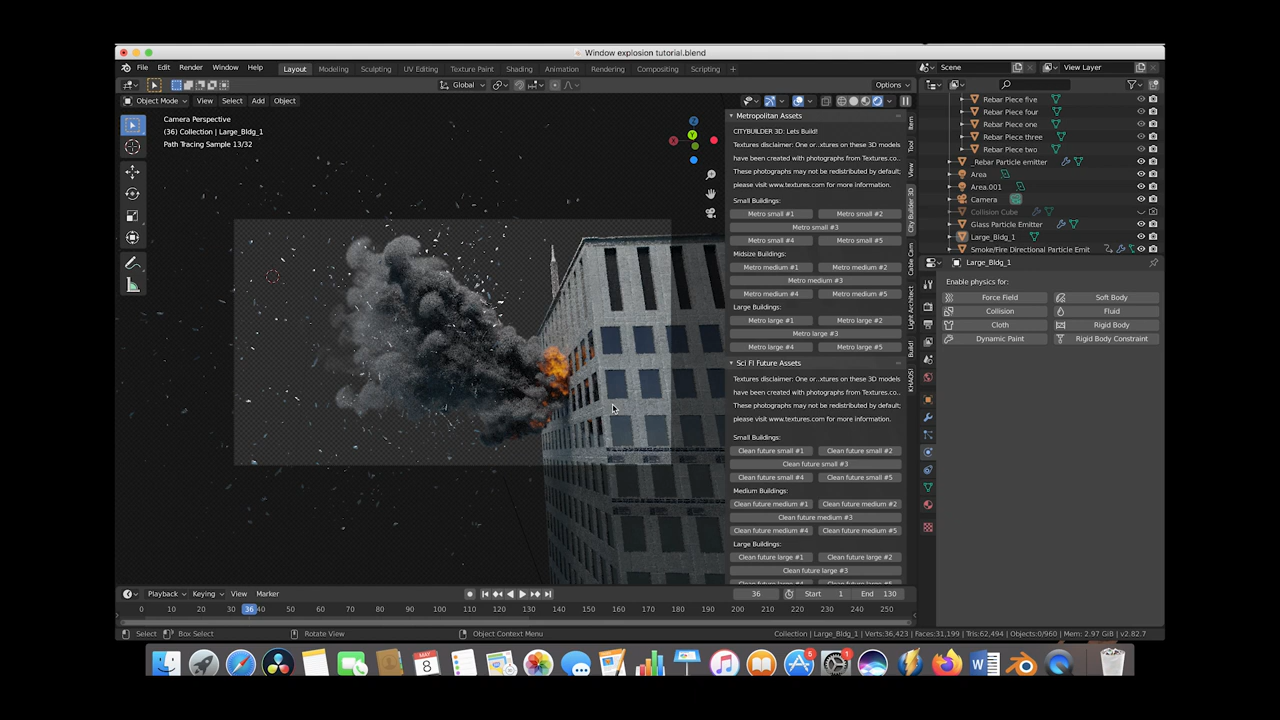 Window explosion tutorial.blend
File Edit Render Window Help
Layout Modeling Sculpting UV Editing Texture Paint Shading Animation Rendering Compositing Scripting +
Scene
View Layer
Global
Options
Object Mode View Select Add Object
Camera Perspective
(36) Collection | Large_Bldg_1
Path Tracing Sample 13/32
Z
Y
X
Metropolitan Assets
CITYBUILDER 3D: Lets Build!
Textures disclaimer: One or..xtures on these 3D models
have been created with photographs from Textures.co..
These photographs may not be redistributed by default;
please visit www.textures.com for more information.
Small Buildings:
Metro small #1 Metro small #2
Metro small #3
Metro small #4 Metro small #5
Midsize Buildings:
Metro medium #1 Metro medium #2
Metro medium #3
Metro medium #4 Metro medium #5
Large Buildings:
Metro large #1 Metro large #2
Metro large #3
Metro large #4 Metro large #5
Sci FI Future Assets
Textures disclaimer: One or..xtures on these 3D models
have been created with photographs from Textures.co..
These photographs may not be redistributed by default;
please visit www.textures.com for more information.
Small Buildings:
Clean future small #1 Clean future small #2
Clean future small #3
Clean future small #4 Clean future small #5
Medium Buildings:
Clean future medium #1 Clean future medium #2
Clean future medium #3
Clean future medium #4 Clean future medium #5
Large Buildings:
Clean future large #1 Clean future large #2
Clean future large #3
Item
Tool
View
City Builder 3D
Cable Cam
Light Architect
Build!
KHAOS!
Rebar Piece five
Rebar Piece four
Rebar Piece one
Rebar Piece three
Rebar Piece two
_Rebar Particle emitter
Area
Area.001
Camera
Collision Cube
Glass Particle Emitter
Large_Bldg_1
Smoke/Fire Directional Particle Emit
Large_Bldg_1
Enable physics for:
Force Field Soft Body
Collision Fluid
Cloth Rigid Body
Dynamic Paint Rigid Body Constraint
Playback Keying View Marker
36 Start 1 End 130
0 10 20 30 36 40 50 60 70 80 90 100 110 120 130 140 150 160 170 180 190 200 210 220 230 240 250
Select Box Select Rotate View Object Context Menu
Collection | Large_Bldg_1 | Verts:36,423 | Faces:31,199 | Tris:62,494 | Objects:0/960 | Mem: 2.97 GiB | v2.82.7
MAY
8
5
1